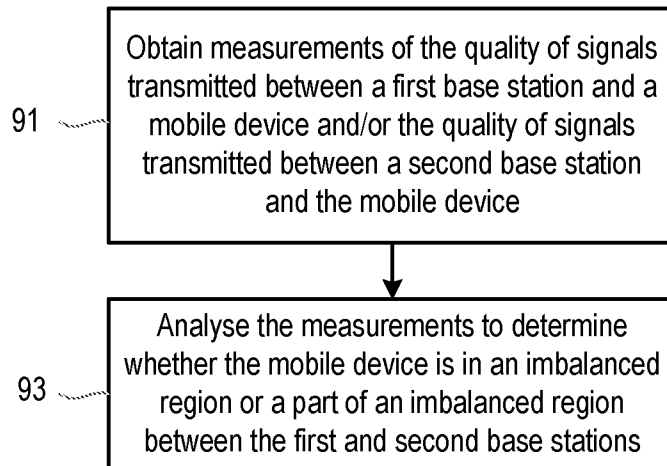 Obtain measurements of the quality of signals
transmitted between a first base station and a
91
mobile device and/or the quality of signals
transmitted between a second base station
and the mobile device
Analyse the measurements to determine
whether the mobile device is in an imbalanced
93
region or a part of an imbalanced region
between the first and second base stations